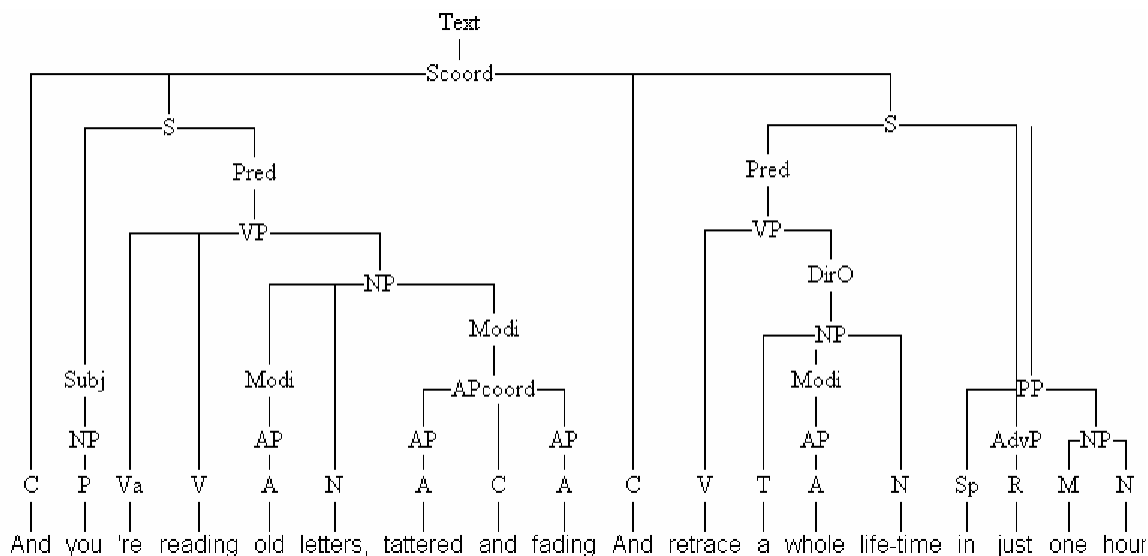 Text
Scoord
S S
Pred Pred
VP VP
DirO
NP
Modi NP
Subj Modi APcoord Modi PP
NP AP AP AP AP AdvP NP
C P Va V A N A C A C V T A N Sp R M N
And you 're reading old letters, tattered and fading And retrace a whole life-time in just one hour